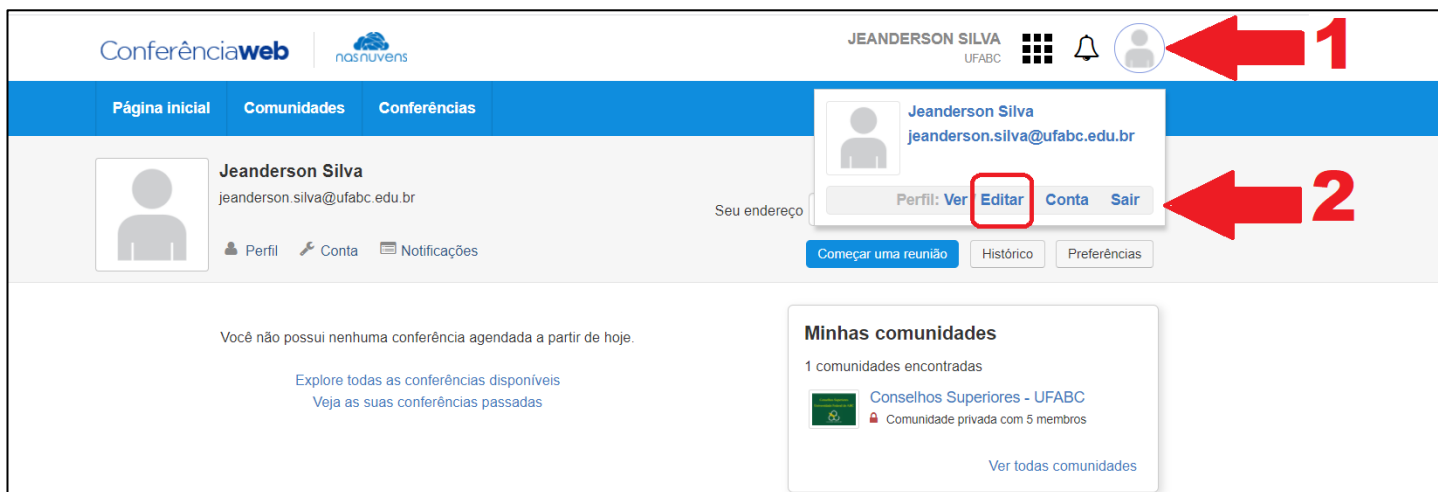 Conferênciaweb
nasnuvens
JEANDERSON SILVA
UFABC
1
Página inicial Comunidades Conferências
Jeanderson Silva
jeanderson.silva@ufabc.edu.br
Perfil: Ver Editar Conta Sair
2
Jeanderson Silva
jeanderson.silva@ufabc.edu.br
Seu endereço
Perfil Conta Notificações
Começar uma reunião Histórico Preferências
Você não possui nenhuma conferência agendada a partir de hoje.
Explore todas as conferências disponíveis
Veja as suas conferências passadas
Minhas comunidades
1 comunidades encontradas
Conselhos Superiores - UFABC
Comunidade privada com 5 membros
Ver todas comunidades